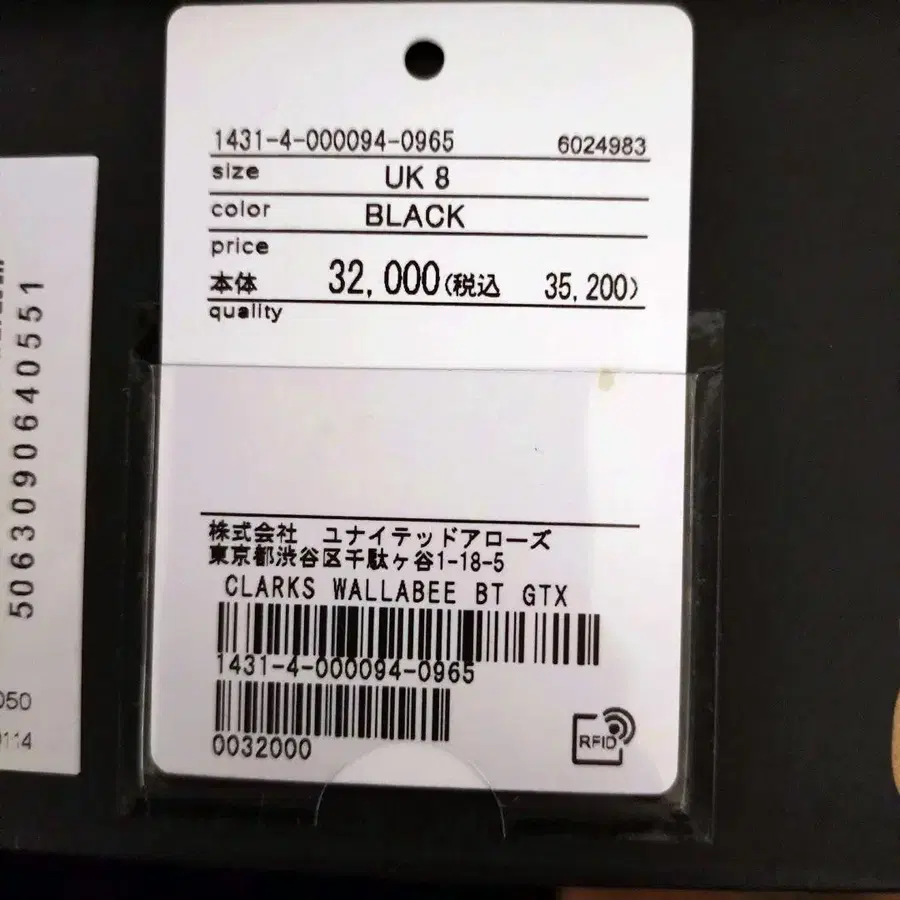 1431-4-000094-0965 6024983
size UK 8
color BLACK
price
本体 32,000(税込 35,200)
quality
株式会社 ユナイテッドアローズ
東京都渋谷区千駄ヶ谷1-18-5
CLARKS WALLABEE BT GTX
1431-4-000094-0965
0032000
RFID
5063090640551
050
0114